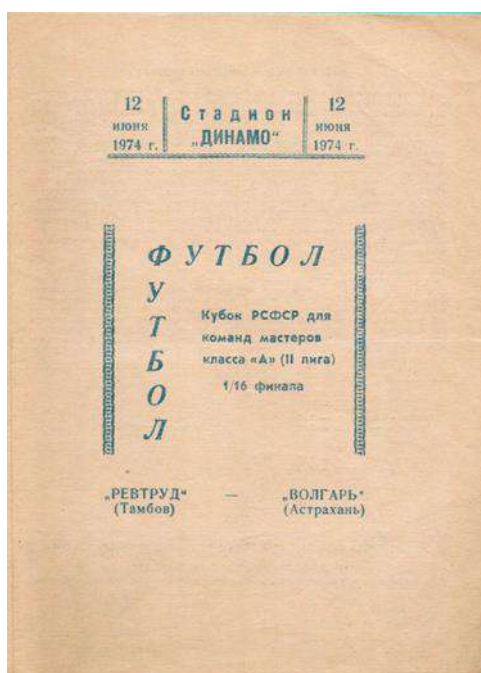 12
июня
1974 г.
Стадион
„ДИНАМО“
12
июня
1974 г.
ФУТБОЛ
У
Т
Б
О
Л
Кубок РСФСР для
команд мастеров
класса «А» (II лига)
1/16 финала
„РЕВТРУД“ — „ВОЛГАРЬ“
(Тамбов) (Астрахань)